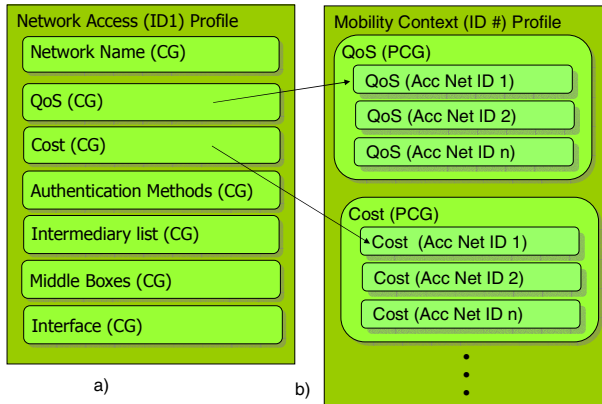 Network Access (ID1) Profile
Network Name (CG)
QoS (CG)
Cost (CG)
Authentication Methods (CG)
Intermediary list (CG)
Middle Boxes (CG)
Interface (CG)
a)
Mobility Context (ID #) Profile
QoS (PCG)
QoS (Acc Net ID 1)
QoS (Acc Net ID 2)
QoS (Acc Net ID n)
Cost (PCG)
Cost (Acc Net ID 1)
Cost (Acc Net ID 2)
Cost (Acc Net ID n)
b)